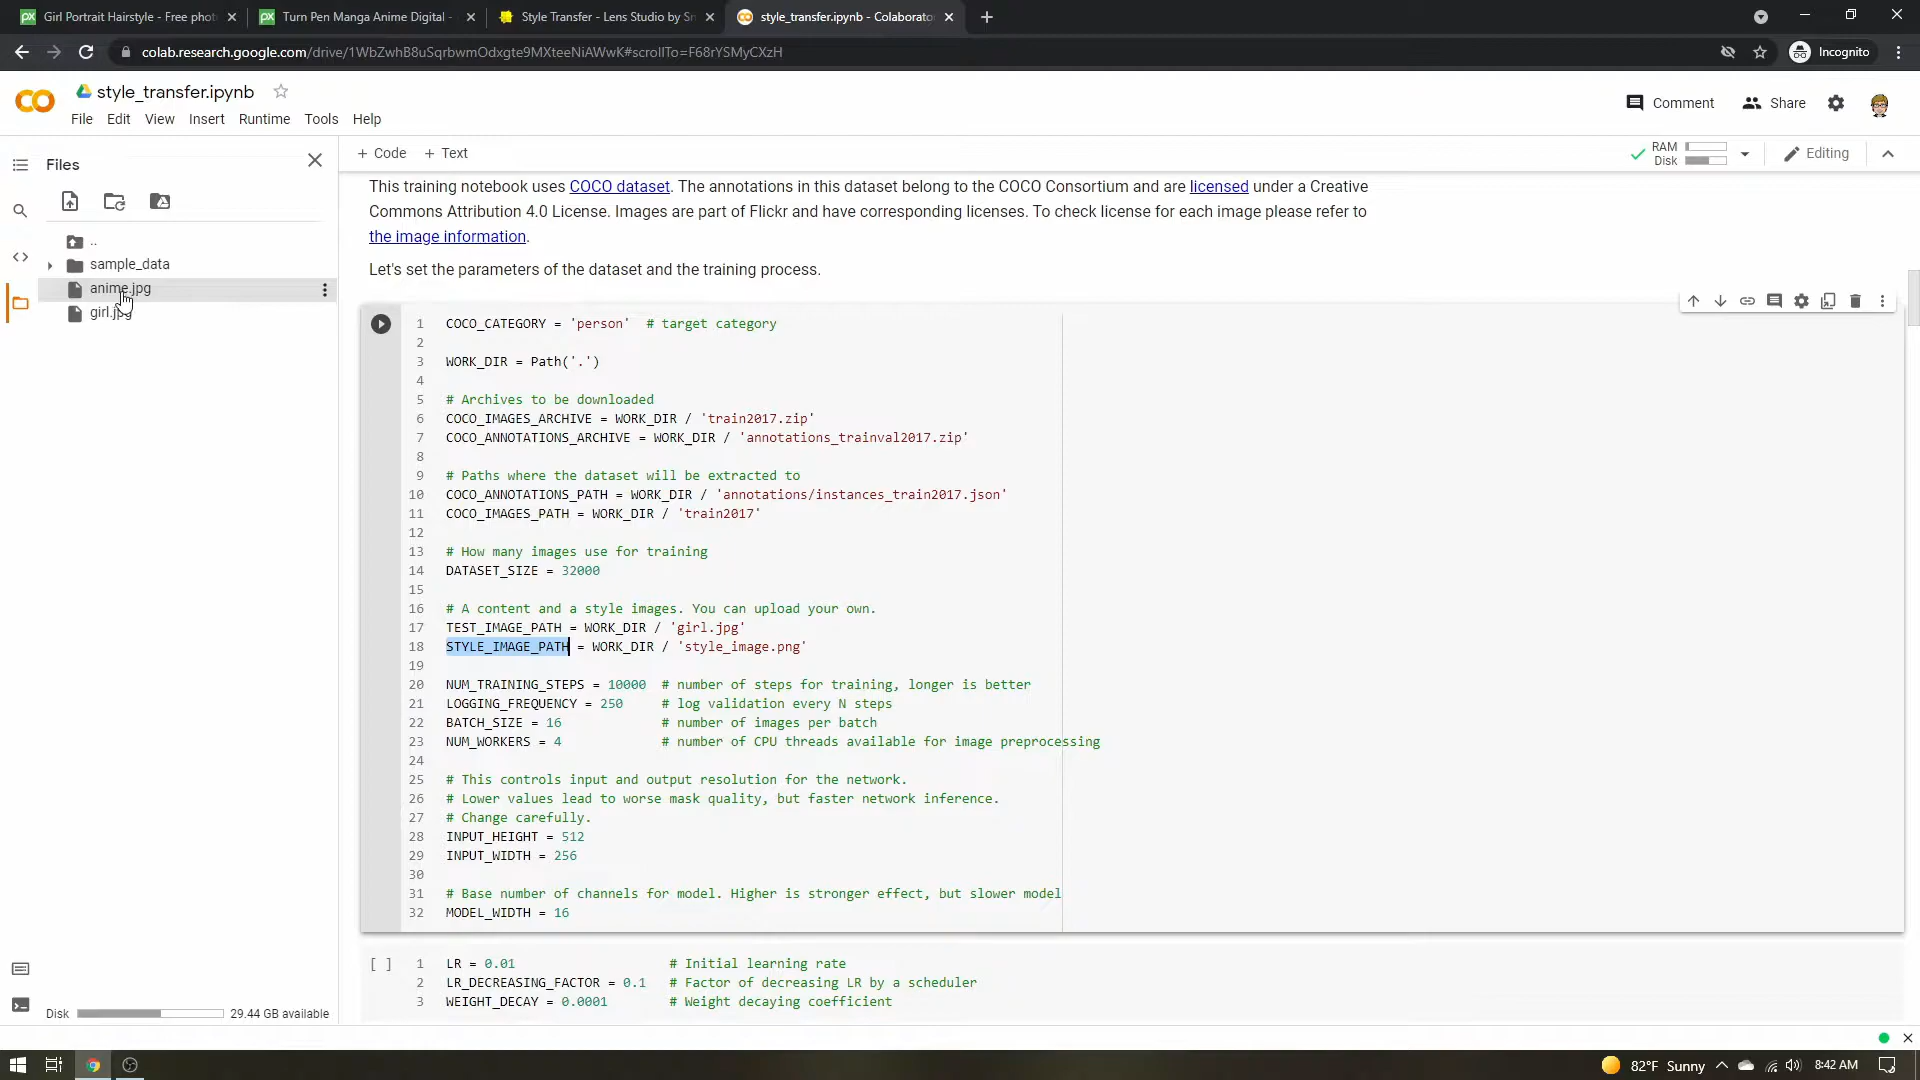 Girl Portrait Hairstyle - Free phot
Turn Pen Manga Anime Digital -
Style Transfer - Lens Studio by Sn
style_transfer.ipynb - Colaborato
colab.research.google.com/drive/1WbZwhB8uSqrbwmOdxgte9MXteeNiAWwK#scrollTo=F68rYSMyCXzH
Incognito
style_transfer.ipynb
Comment
Share
File Edit View Insert Runtime Tools Help
Files
+ Code + Text
RAM
Disk
Editing
..
sample_data
anime.jpg
girl.jpg
Disk
29.44 GB available
This training notebook uses COCO dataset. The annotations in this dataset belong to the COCO Consortium and are licensed under a Creative
Commons Attribution 4.0 License. Images are part of Flickr and have corresponding licenses. To check license for each image please refer to
the image information.
Let's set the parameters of the dataset and the training process.
1 COCO_CATEGORY = 'person' # target category
2
3 WORK_DIR = Path('.')
4
5 # Archives to be downloaded
6 COCO_IMAGES_ARCHIVE = WORK_DIR / 'train2017.zip'
7 COCO_ANNOTATIONS_ARCHIVE = WORK_DIR / 'annotations_trainval2017.zip'
8
9 # Paths where the dataset will be extracted to
10 COCO_ANNOTATIONS_PATH = WORK_DIR / 'annotations/instances_train2017.json'
11 COCO_IMAGES_PATH = WORK_DIR / 'train2017'
12
13 # How many images use for training
14 DATASET_SIZE = 32000
15
16 # A content and a style images. You can upload your own.
17 TEST_IMAGE_PATH = WORK_DIR / 'girl.jpg'
18 STYLE_IMAGE_PATH = WORK_DIR / 'style_image.png'
19
20 NUM_TRAINING_STEPS = 10000 # number of steps for training, longer is better
21 LOGGING_FREQUENCY = 250 # log validation every N steps
22 BATCH_SIZE = 16 # number of images per batch
23 NUM_WORKERS = 4 # number of CPU threads available for image preprocessing
24
25 # This controls input and output resolution for the network.
26 # Lower values lead to worse mask quality, but faster network inference.
27 # Change carefully.
28 INPUT_HEIGHT = 512
29 INPUT_WIDTH = 256
30
31 # Base number of channels for model. Higher is stronger effect, but slower model
32 MODEL_WIDTH = 16
[ ] 1 LR = 0.01 # Initial learning rate
2 LR_DECREASING_FACTOR = 0.1 # Factor of decreasing LR by a scheduler
3 WEIGHT_DECAY = 0.0001 # Weight decaying coefficient
82°F Sunny
8:42 AM